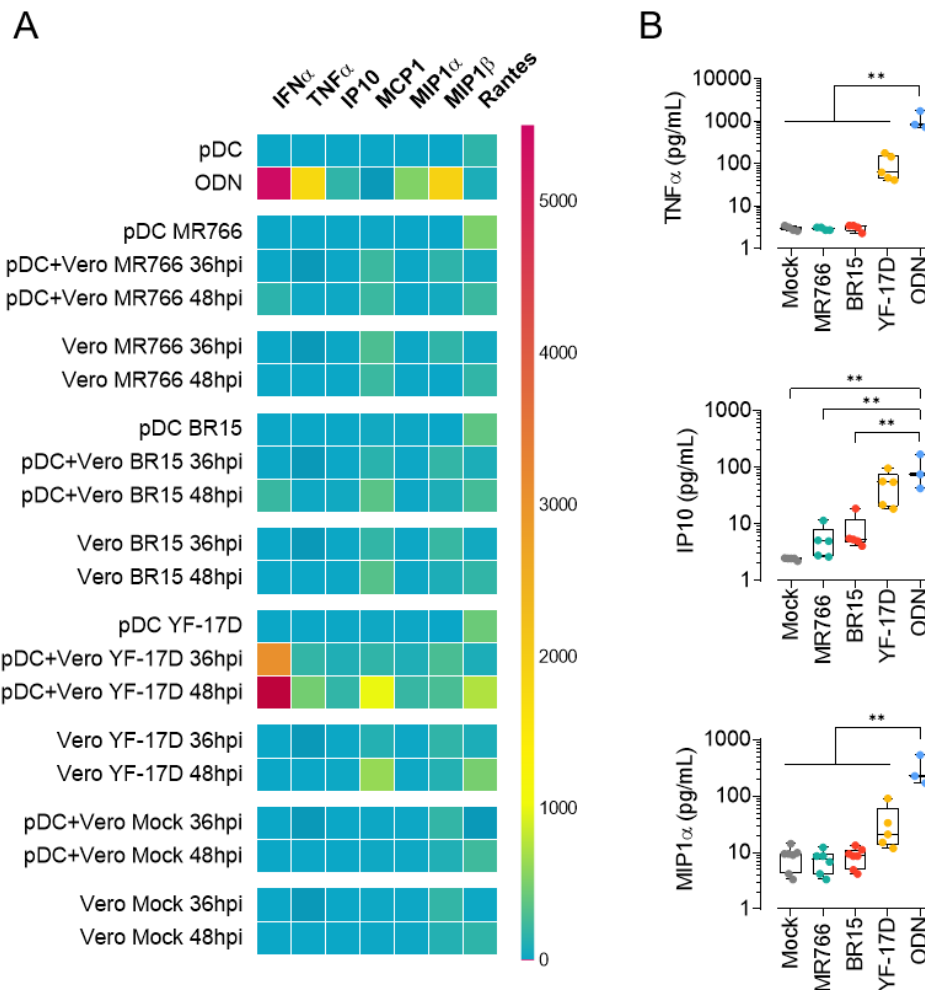 A
IFNα TNFα IP10 MCP1 MIP1α MIP1β Rantes
pDC
ODN
pDC MR766
pDC+Vero MR766 36hpi
pDC+Vero MR766 48hpi
Vero MR766 36hpi
Vero MR766 48hpi
pDC BR15
pDC+Vero BR15 36hpi
pDC+Vero BR15 48hpi
Vero BR15 36hpi
Vero BR15 48hpi
pDC YF-17D
pDC+Vero YF-17D 36hpi
pDC+Vero YF-17D 48hpi
Vero YF-17D 36hpi
Vero YF-17D 48hpi
pDC+Vero Mock 36hpi
pDC+Vero Mock 48hpi
Vero Mock 36hpi
Vero Mock 48hpi
5000
4000
3000
2000
1000
0
B
TNFα (pg/mL)
10000
1000
100
10
1
**
Mock MR766 BR15 YF-17D ODN
IP10 (pg/mL)
1000
100
10
1
**
**
**
Mock MR766 BR15 YF-17D ODN
MIP1α (pg/mL)
1000
100
10
1
**
Mock MR766 BR15 YF-17D ODN